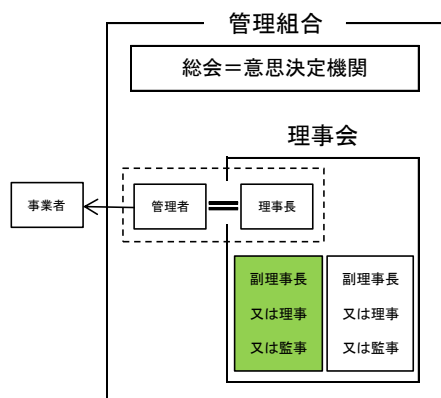 管理組合
総会＝意思決定機関
理事会
事業者
管理者
理事長
副理事長
又は理事
又は監事
副理事長
又は理事
又は監事